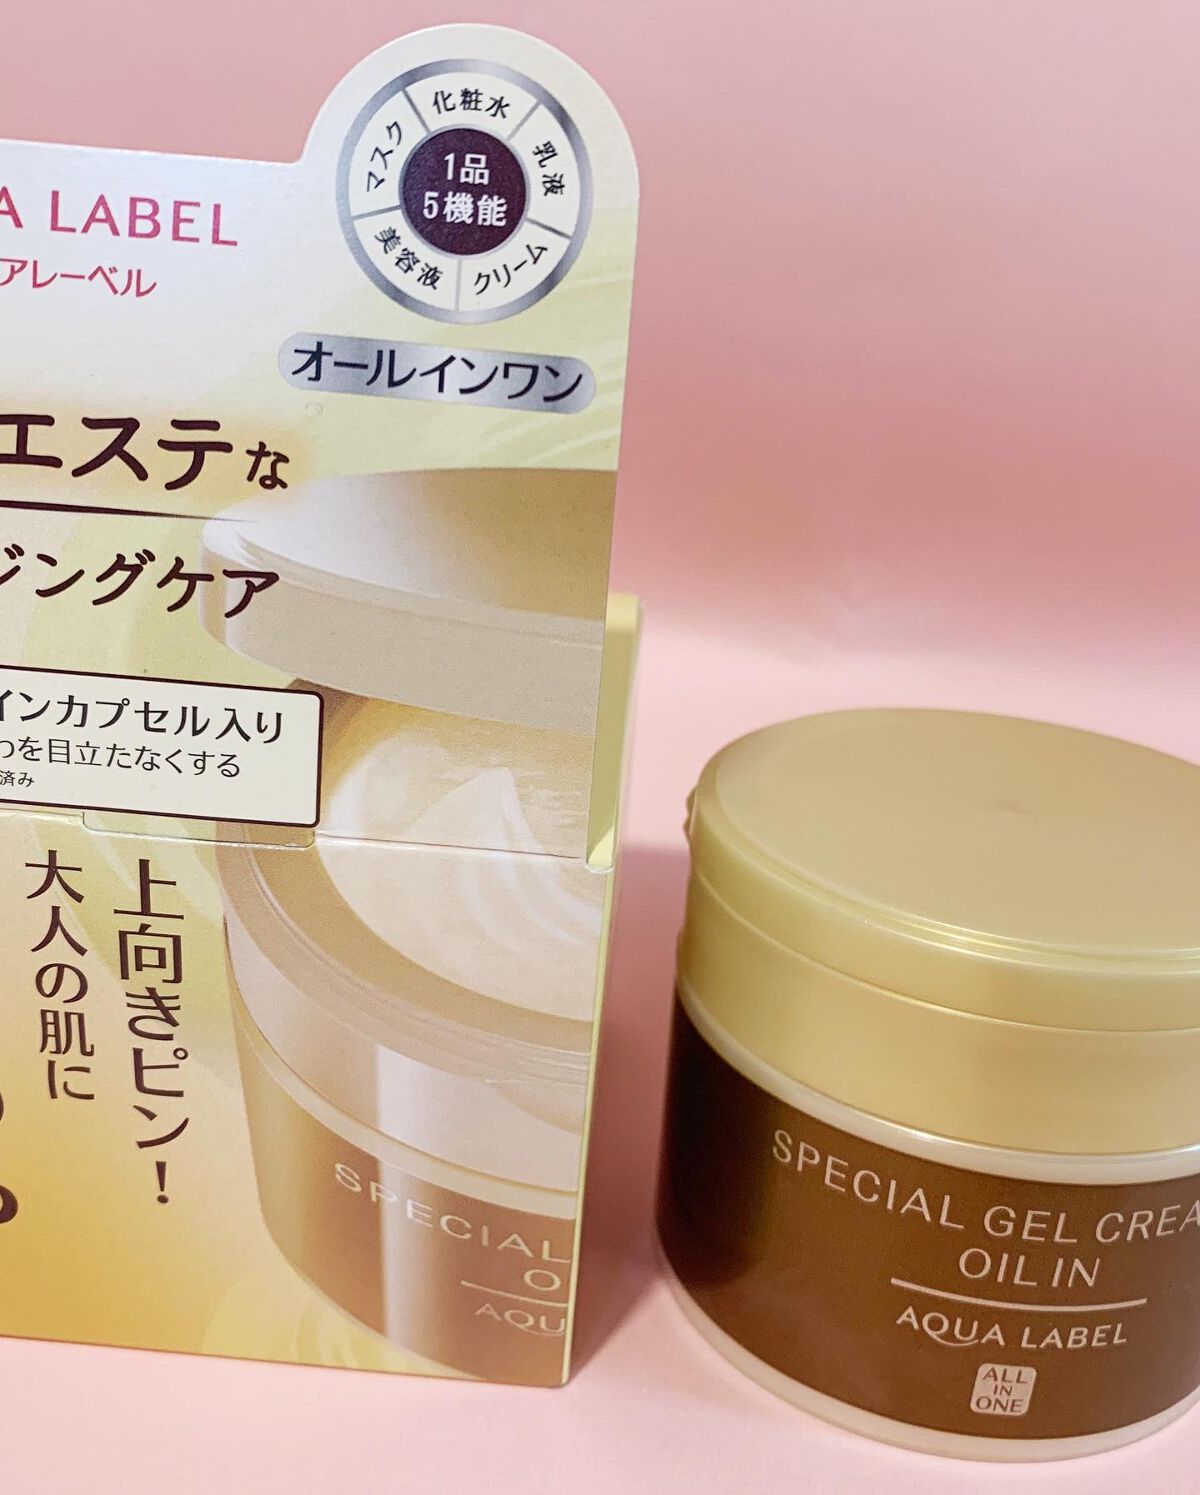 A LABEL
アレーベル
化粧水
乳液
クリーム
美容液
マスク
1品
5機能
オールインワン
エステな
ジングケア
インカプセル入り
を目立たなくする
済み
上向きピン!
大人の肌に
SPECIAL
O
AQU
SPECIAL GEL CREA
OIL IN
AQUA LABEL
ALL
IN
ONE